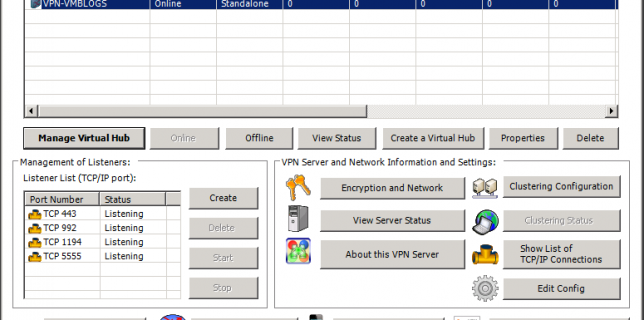 VPN-VMBLOGS Online Standalone 0 0 0 0 0
Manage Virtual Hub Online Offline View Status Create a Virtual Hub Properties Delete
Management of Listeners:
Listener List (TCP/IP port):
Port Number Status
TCP 443 Listening
TCP 992 Listening
TCP 1194 Listening
TCP 5555 Listening
Create
Delete
Start
Stop
VPN Server and Network Information and Settings:
Encryption and Network
Clustering Configuration
View Server Status
Clustering Status
About this VPN Server
Show List of
TCP/IP Connections
Edit Config